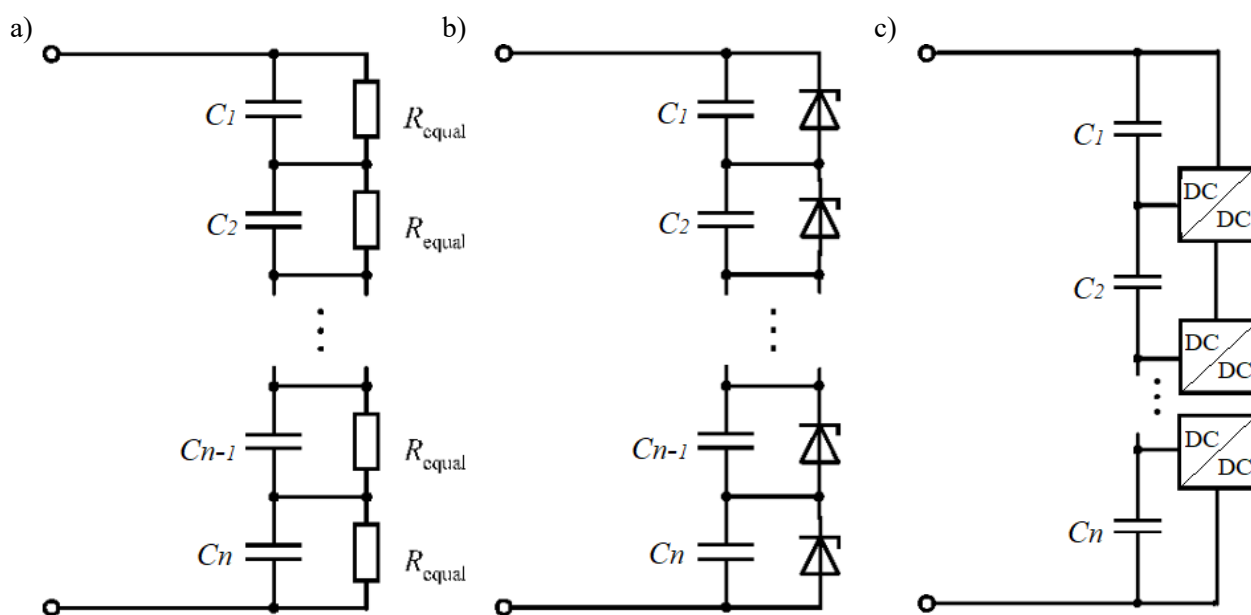 a)
C1
Requal
C2
Requal
Cn-1
Requal
Cn
Requal
b)
C1
C2
Cn-1
Cn
c)
C1
DC
DC
C2
DC
DC
DC
DC
Cn